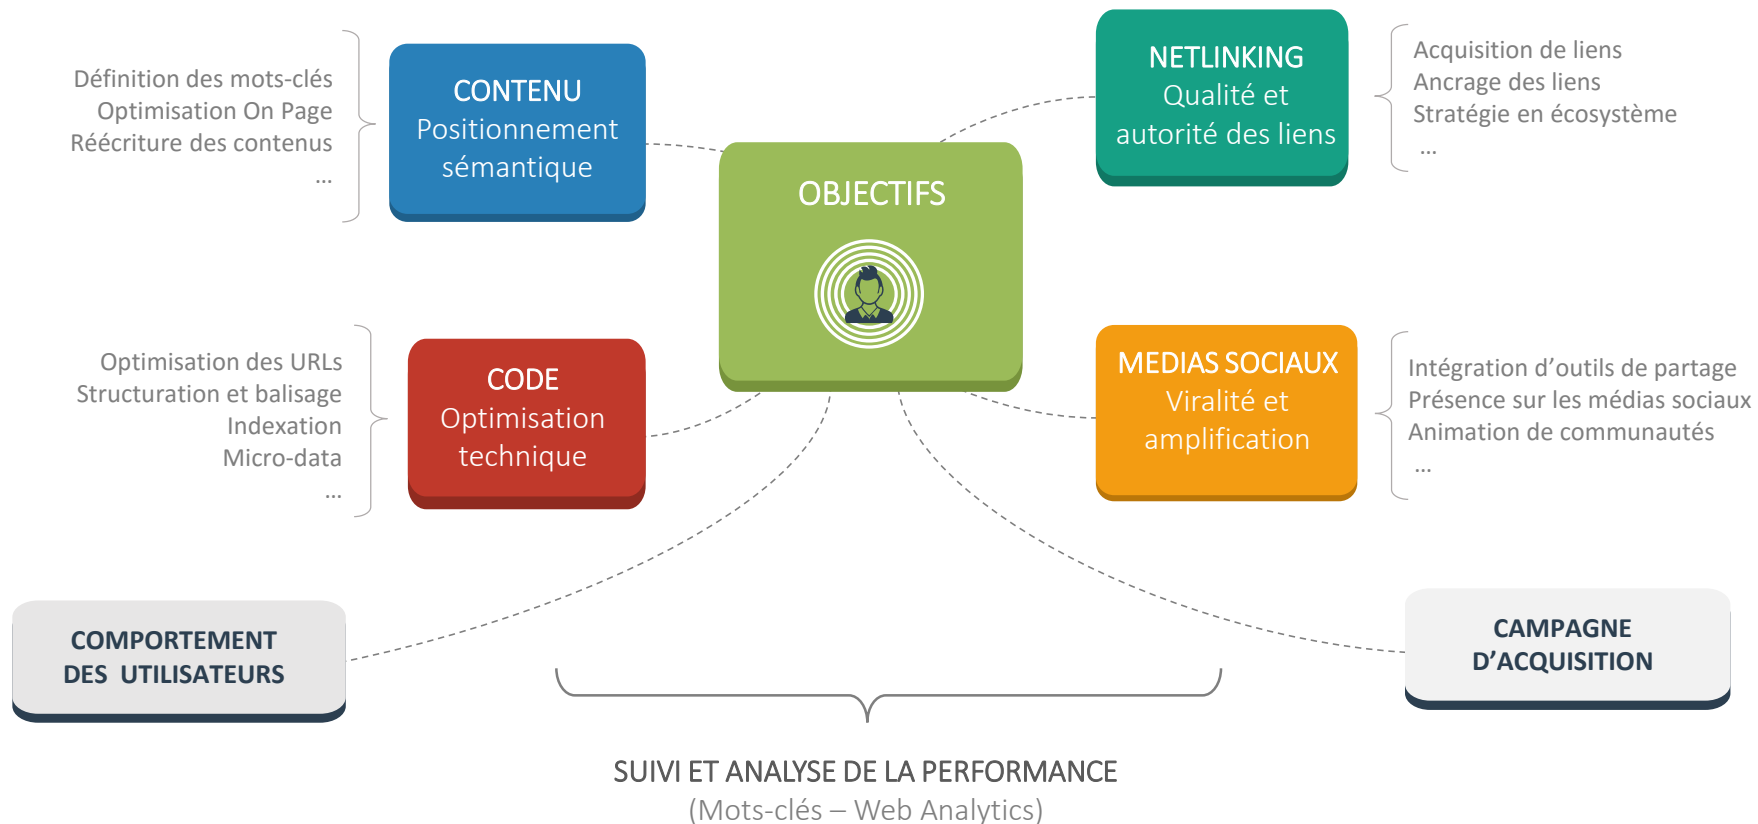 Définition des mots-clés
Optimisation On Page
Réécriture des contenus
...
CONTENU
Positionnement
sémantique
OBJECTIFS
NETLINKING
Qualité et
autorité des liens
Acquisition de liens
Ancrage des liens
Stratégie en écosystème
...
Optimisation des URLs
Structuration et balisage
Indexation
Micro-data
...
CODE
Optimisation
technique
MEDIAS SOCIAUX
Viralité et
amplification
Intégration d’outils de partage
Présence sur les médias sociaux
Animation de communautés
...
COMPORTEMENT
DES UTILISATEURS
CAMPAGNE
D’ACQUISITION
SUIVI ET ANALYSE DE LA PERFORMANCE
(Mots-clés – Web Analytics)